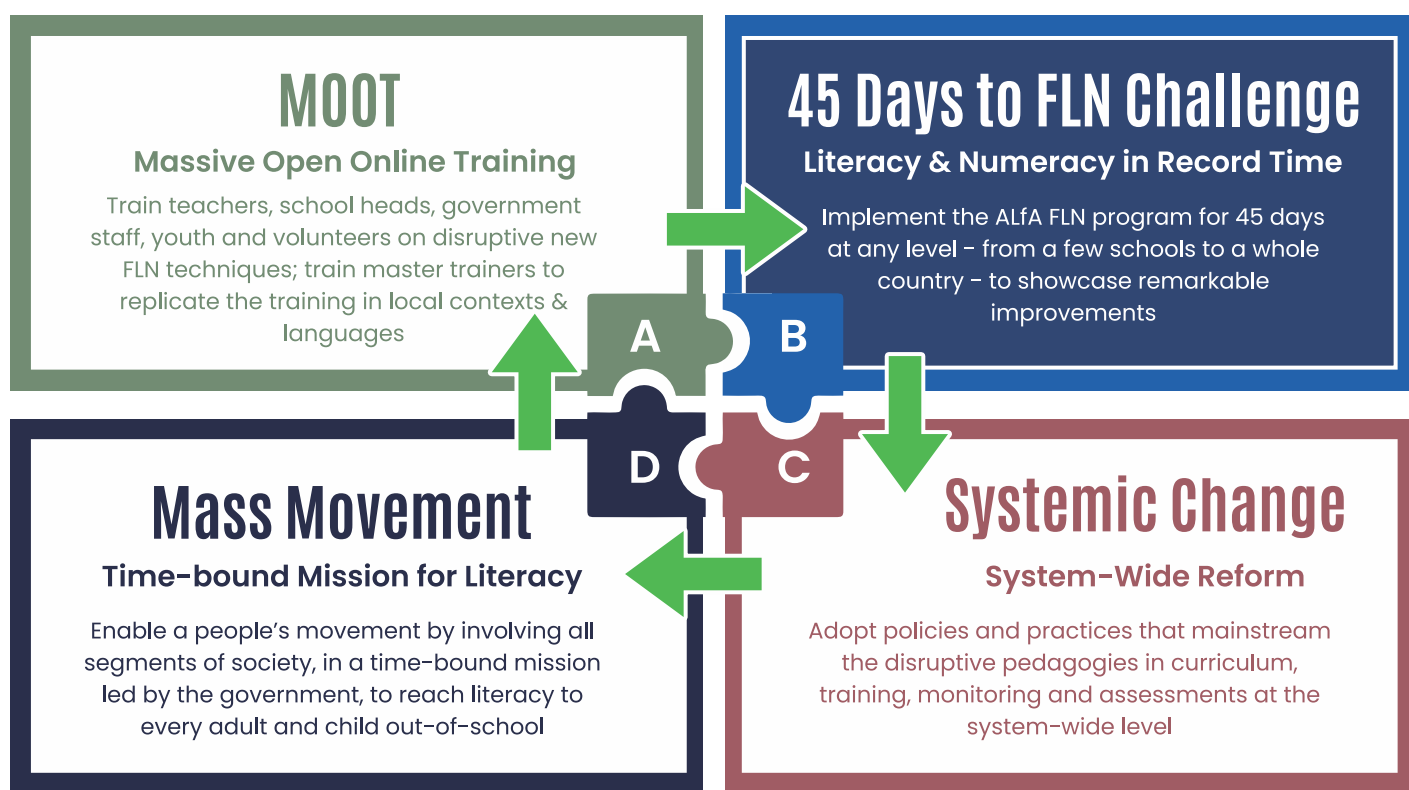 MOOT
Massive Open Online Training
Train teachers, school heads, government
staff, youth and volunteers on disruptive new
FLN techniques; train master trainers to
replicate the training in local contexts &
languages
A
45 Days to FLN Challenge
Literacy & Numeracy in Record Time
Implement the ALfA FLN program for 45 days
at any level - from a few schools to a whole
country - to showcase remarkable
improvements
B
Systemic Change
System-Wide Reform
Adopt policies and practices that mainstream
the disruptive pedagogies in curriculum,
training, monitoring and assessments at the
system-wide level
C
Mass Movement
Time-bound Mission for Literacy
Enable a people's movement by involving all
segments of society, in a time-bound mission
led by the government, to reach literacy to
every adult and child out-of-school
D